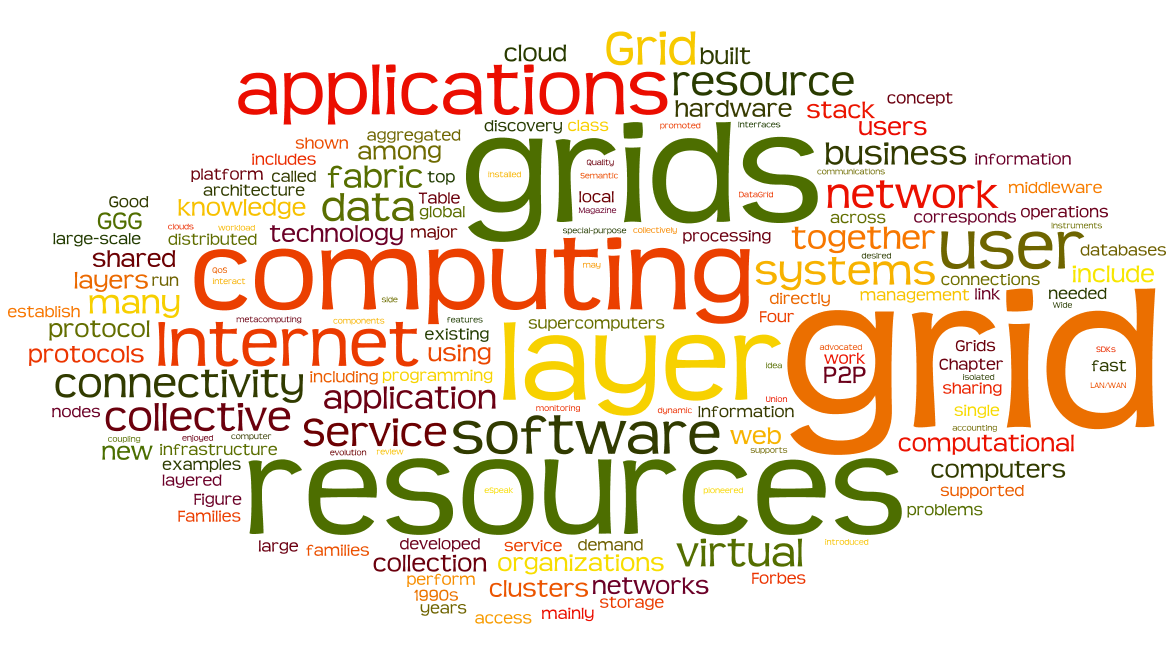 cloud
Grid
built
applications
resource
hardware
stack
concept
users
discovery
class
promoted
interfaces
shown
aggregated
among
includes
platform
called
architecture
fabric
top
grids
installed
Quality
Semantic
local
Magazine
DataGrid
business
information
communications
network
middleware
Good
GGG
knowledge
data
Table
global
across
corresponds
operations
instruments
large-scale
clouds
workload
distributed
technology
major
special-purpose
collectively
processing
together
user
databases
shared
layers
run
QoS
interact
computing
may
side
desired
systems
connections
include
many
establish
directly
management
link
needed
Wide
protocol
metacomputing
components
features
supercomputers
Four
grid
protocols
Internet
existing
using
layer
Idea
advocated
work
P2P
Grids
Chapter
isolated
sharing
SDKs
fast
LAN/WAN
connectivity
including
programming
application
monitoring
dynamic
Union
Information
single
accounting
nodes
collective
Service
software
web
supports
computational
coupling
enjoyed
computer
new
infrastructure
evolution
review
examples
layered
resources
eSpeak
pioneered
computers
supported
problems
Figure
Families
large
families
developed
service
demand
virtual
introduced
collection
organizations
perform
1990s
clusters
networks
Forbes
years
storage
access
mainly